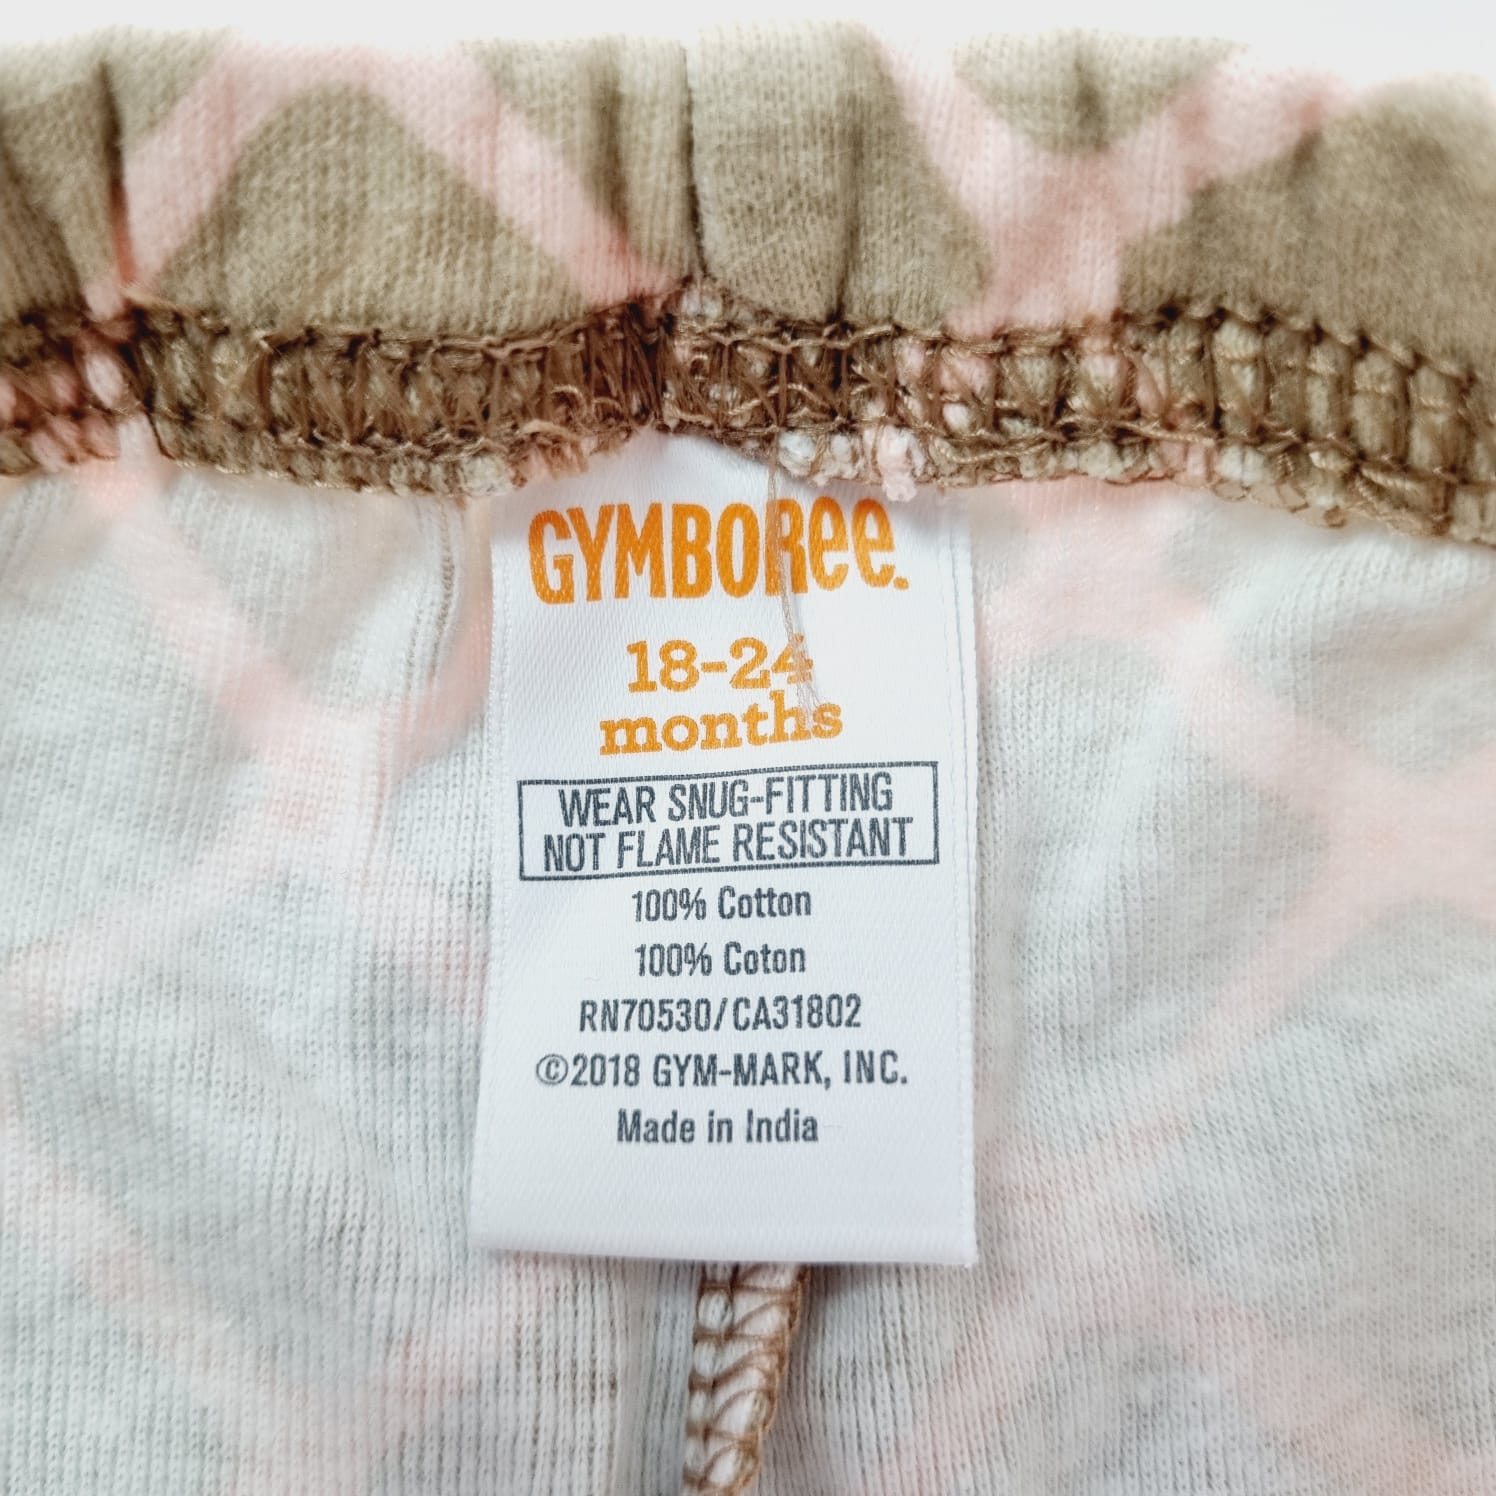 GYMBOREE.
18-24
months
WEAR SNUG-FITTING
NOT FLAME RESISTANT
100% Cotton
100% Coton
RN70530/CA31802
©2018 GYM-MARK, INC.
Made in India